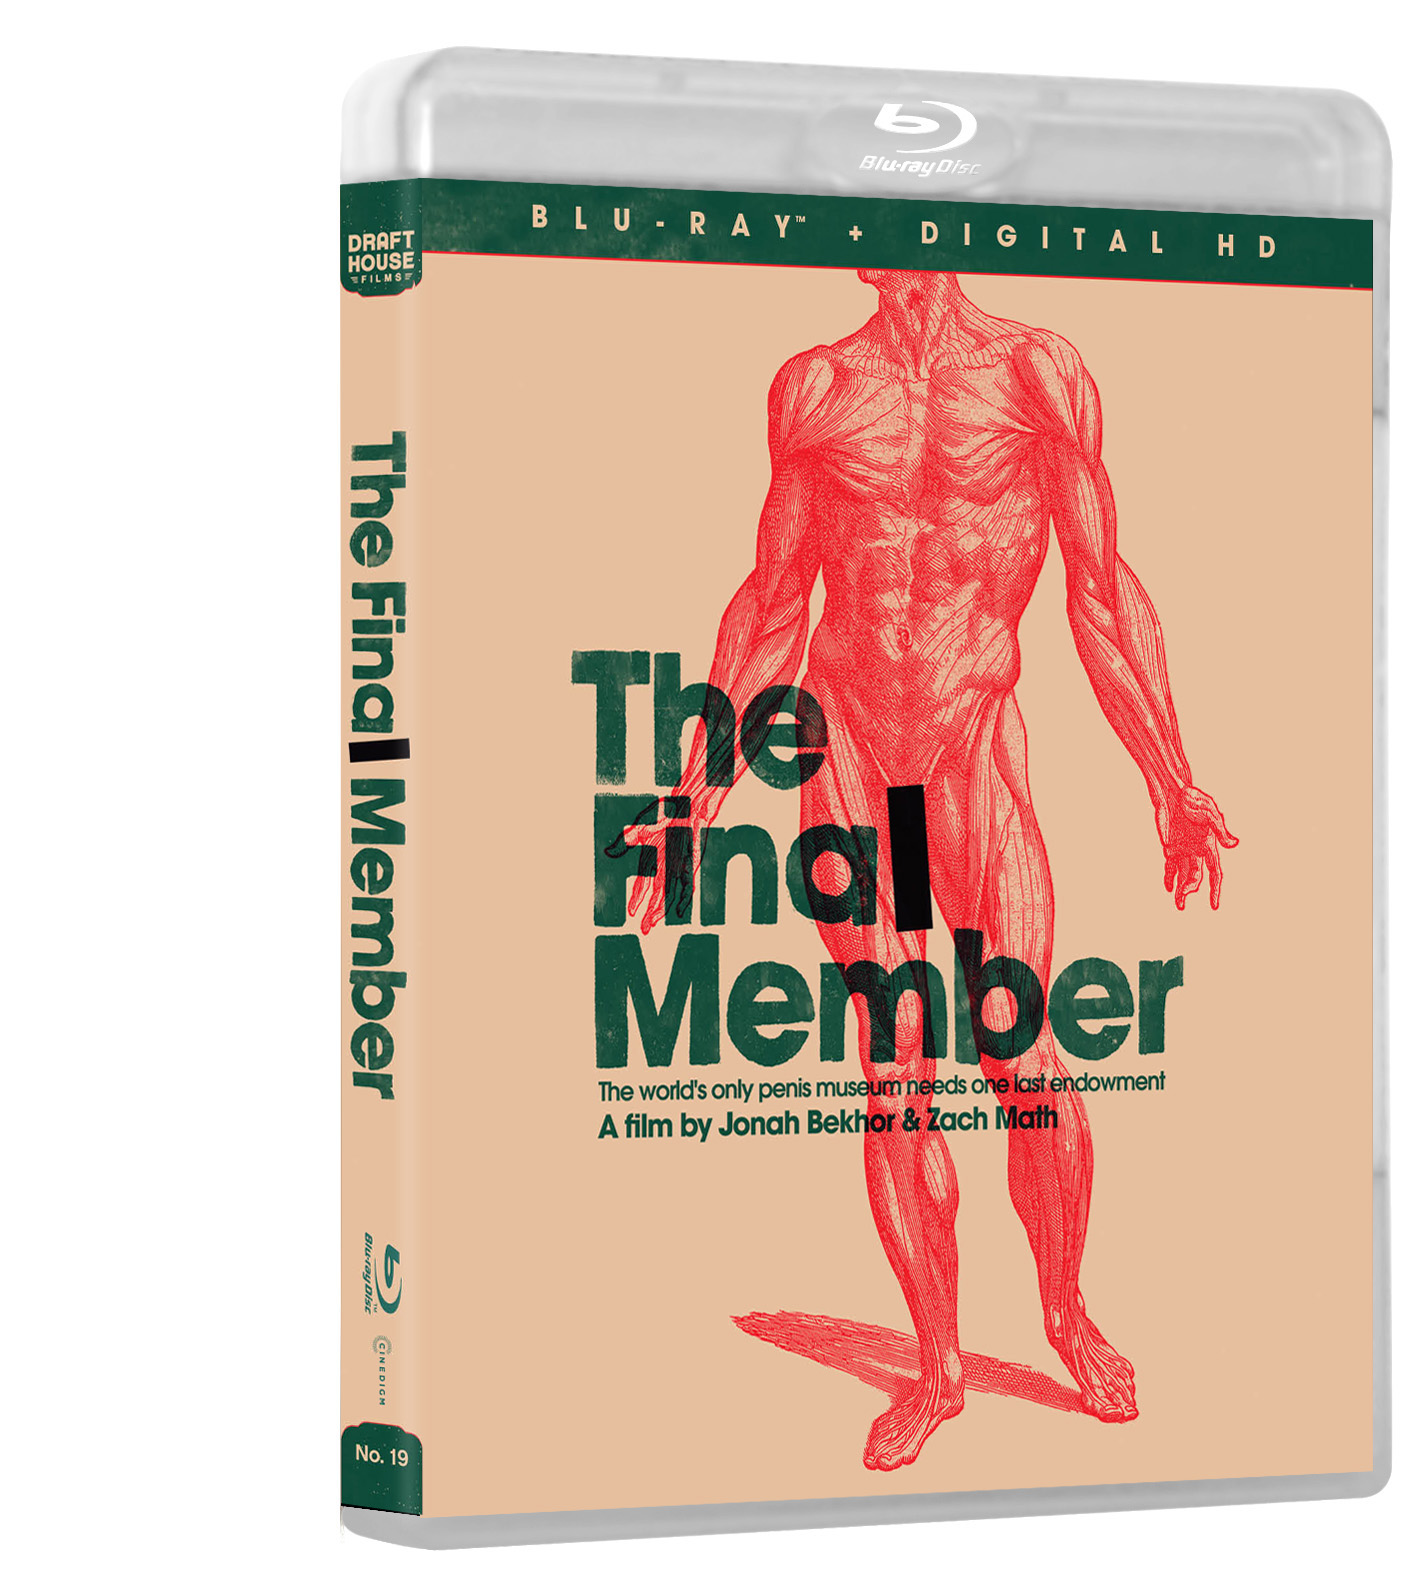 Blu-ray Disc
BLU-RAY™ + DIGITAL HD
DRAFT
HOUSE
FILMS
The Final Member
Blu-ray Disc™
CINEDIGM
No. 19
The
Final
Member
The world's only penis museum needs one last endowment
A film by Jonah Bekhor & Zach Math